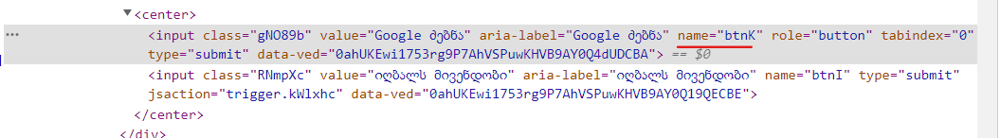 <center>
<input class="gNO89b" value="Google ძებნა" aria-label="Google ძებნა" name="btnK" role="button" tabindex="0"
type="submit" data-ved="0ahUKEwi1753rg9P7AhVSPuwKHVB9AY0Q4dUDCBA"> == $0
<input class="RNmpXc" value="იღბალს მივენდობი" aria-label="იღბალს მივენდობი" name="btnI" type="submit"
jsaction="trigger.kWlxhc" data-ved="0ahUKEwi1753rg9P7AhVSPuwKHVB9AY0Q19QECBE">
</center>
</div>